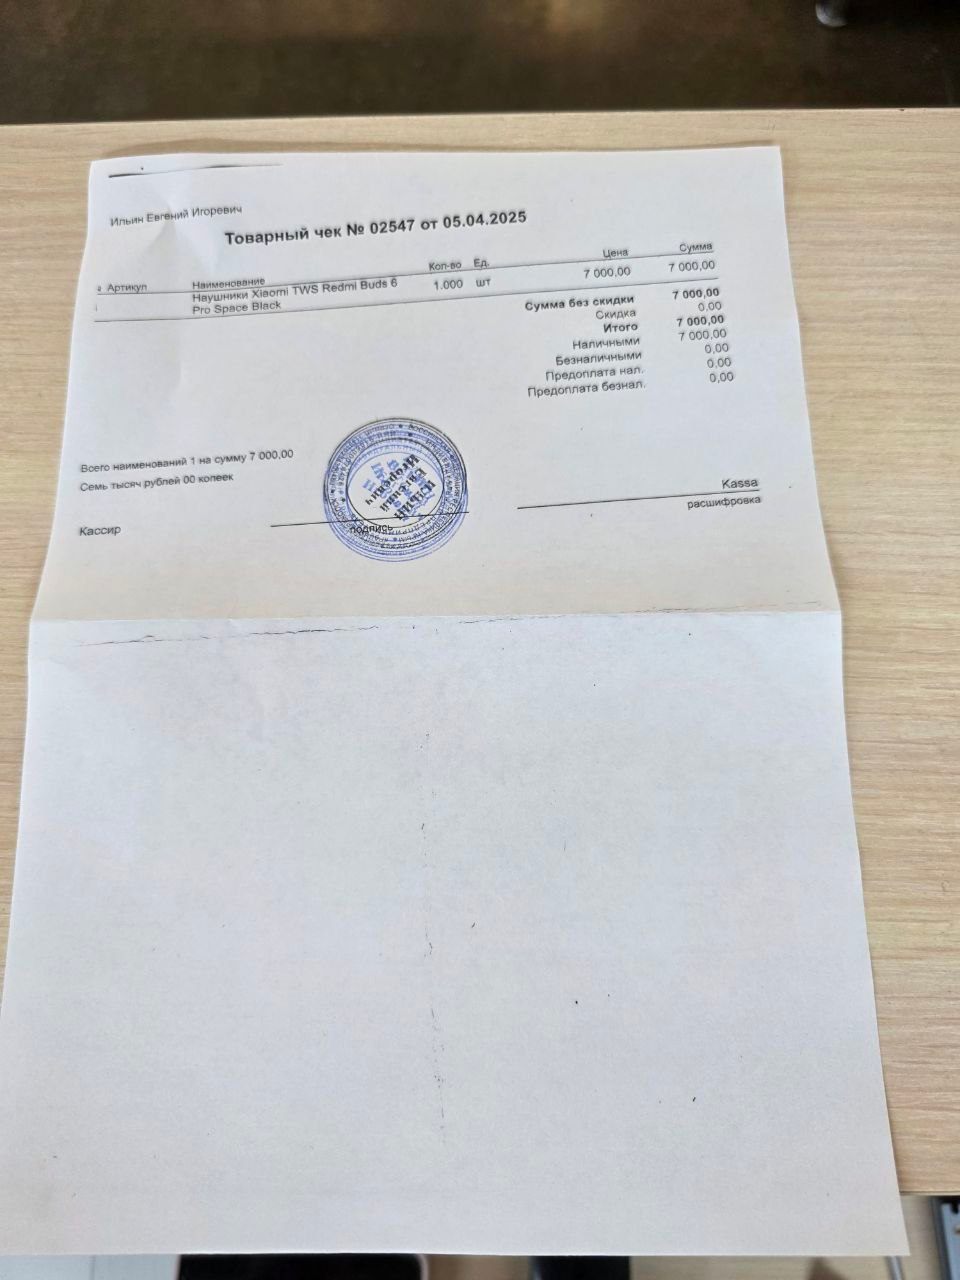 Ильин Евгений Игоревич
Товарный чек № 02547 от 05.04.2025
Артикул Наименование Кол-во Ед. Цена Сумма
Наушники Xiaomi TWS Redmi Buds 6 1.000 шт 7 000,00 7 000,00
Pro Space Black
Сумма без скидки 7 000,00
Скидка 0,00
Итого 7 000,00
Наличными 7 000,00
Безналичными 0,00
Предоплата нал. 0,00
Предоплата безнал. 0,00
Всего наименований 1 на сумму 7 000,00
Семь тысяч рублей 00 копеек
Kassa
Кассир подпись расшифровка
Ильин
Евгений
Игоревич